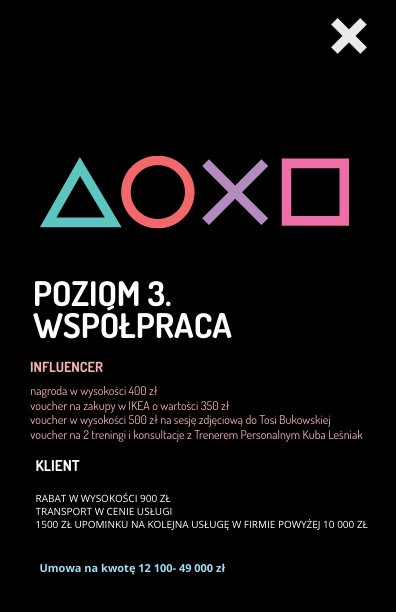 POZIOM 3.
WSPÓŁPRACA
INFLUENCER
nagroda w wysokości 400 zł
voucher na zakupy w IKEA o wartości 350 zł
voucher w wysokości 500 zł na sesję zdjęciową do Tosi Bukowskiej
voucher na 2 treningi i konsultacje z Trenerem Personalnym Kuba Leśniak
KLIENT
RABAT W WYSOKOŚCI 900 ZŁ
TRANSPORT W CENIE USŁUGI
1500 ZŁ UPOMINKU NA KOLEJNA USŁUGĘ W FIRMIE POWYŻEJ 10 000 ZŁ
Umowa na kwotę 12 100- 49 000 zł